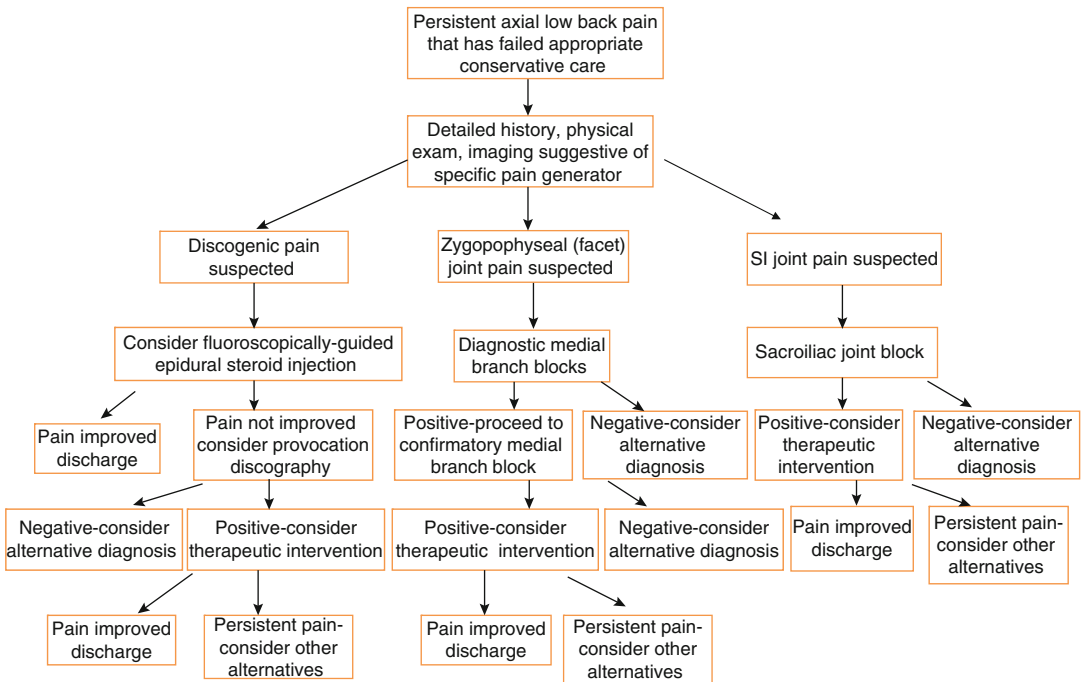 Persistent axial low back pain
that has failed appropriate
conservative care
Detailed history, physical
exam, imaging suggestive of
specific pain generator
Discogenic pain
suspected
Zygopophyseal (facet)
joint pain suspected
SI joint pain suspected
Consider fluoroscopically-guided
epidural steroid injection
Diagnostic medial
branch blocks
Sacroiliac joint block
Pain improved
discharge
Pain not improved
consider provocation
discography
Positive-proceed to
confirmatory medial
branch block
Negative-consider
alternative
diagnosis
Positive-consider
therapeutic
intervention
Negative-consider
alternative
diagnosis
Negative-consider
alternative diagnosis
Positive-consider
therapeutic intervention
Positive-consider
therapeutic intervention
Negative-consider
alternative diagnosis
Pain improved
discharge
Persistent pain-
consider other
alternatives
Pain improved
discharge
Persistent pain-
consider other
alternatives
Pain improved
discharge
Persistent pain-
consider other
alternatives